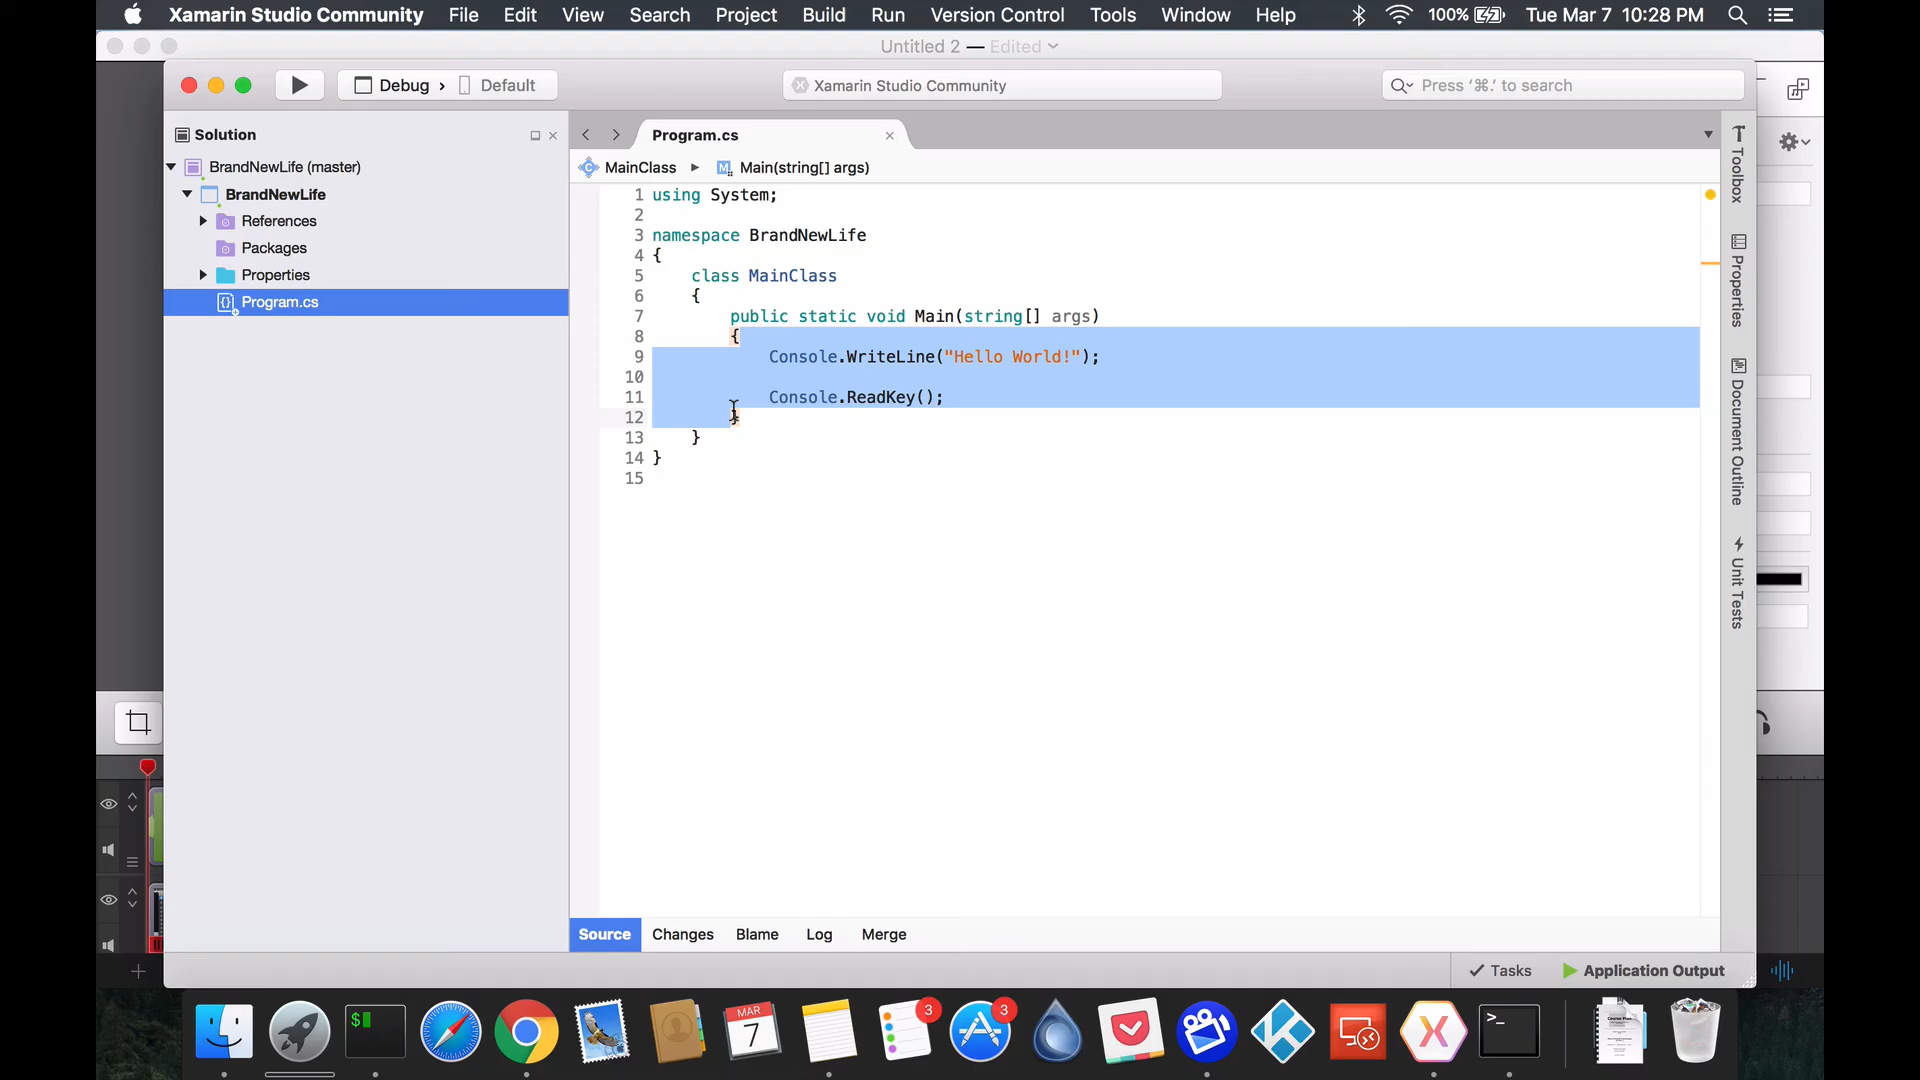 Xamarin Studio Community File Edit View Search Project Build Run Version Control Tools Window Help 100% Tue Mar 7 10:28 PM
Untitled 2 — Edited
Debug › Default
Xamarin Studio Community
Press ‘⌘.’ to search
Solution
Program.cs
BrandNewLife (master)
MainClass ▸ Main(string[] args)
BrandNewLife
References
Packages
Properties
Program.cs
1 using System;
2
3 namespace BrandNewLife
4 {
5 class MainClass
6 {
7 public static void Main(string[] args)
8 {
9 Console.WriteLine("Hello World!");
10
11 Console.ReadKey();
12 }
13 }
14 }
15
Toolbox
Properties
Document Outline
Unit Tests
Source Changes Blame Log Merge
Tasks Application Output
$
MAR
7
3
3
>_